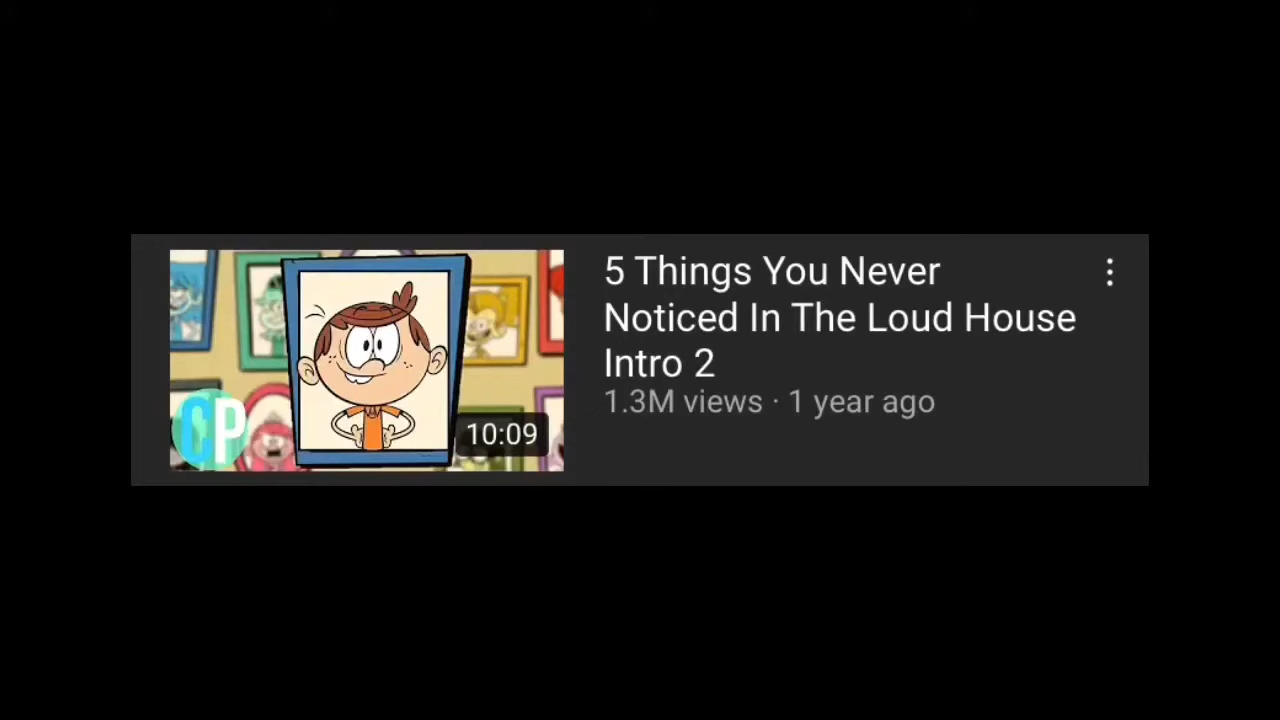 CP
10:09
5 Things You Never
Noticed In The Loud House
Intro 2
1.3M views · 1 year ago